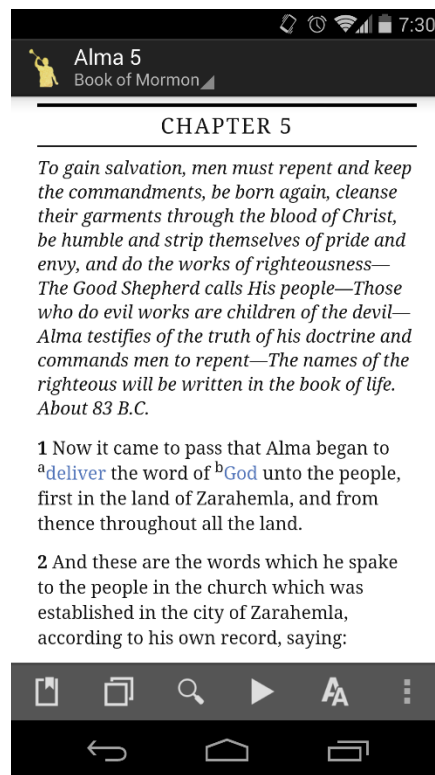 7:30
Alma 5
Book of Mormon
CHAPTER 5
To gain salvation, men must repent and keep
the commandments, be born again, cleanse
their garments through the blood of Christ,
be humble and strip themselves of pride and
envy, and do the works of righteousness—
The Good Shepherd calls His people—Those
who do evil works are children of the devil—
Alma testifies of the truth of his doctrine and
commands men to repent—The names of the
righteous will be written in the book of life.
About 83 B.C.
1 Now it came to pass that Alma began to
adeliver the word of bGod unto the people,
first in the land of Zarahemla, and from
thence throughout all the land.
2 And these are the words which he spake
to the people in the church which was
established in the city of Zarahemla,
according to his own record, saying:
AA